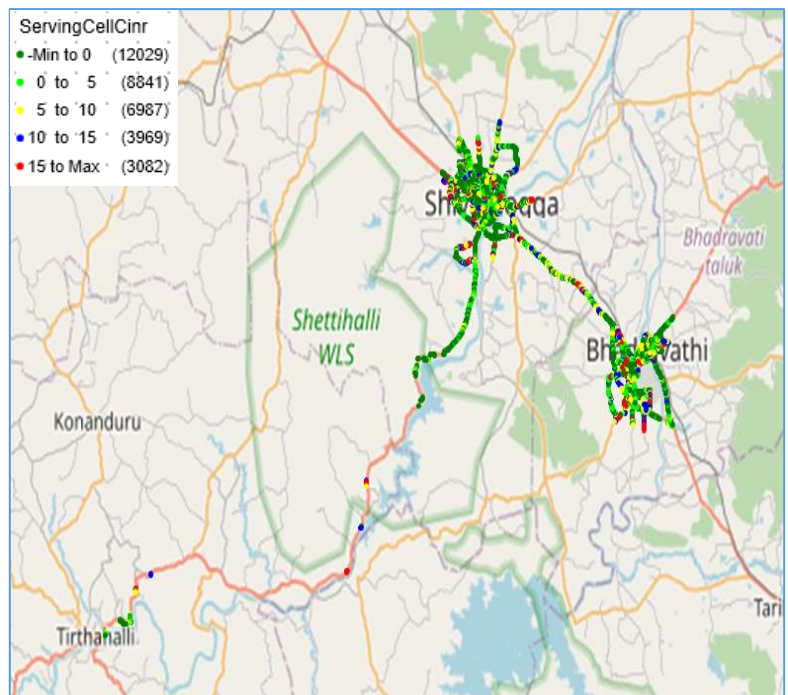 ServingCellCinr
-Min to 0 (12029)
0 to 5 (8841)
5 to 10 (6987)
10 to 15 (3969)
15 to Max (3082)
Bhadravati
taluk
Shettihalli
WLS
Konanduru
Tari
Tirthahalli